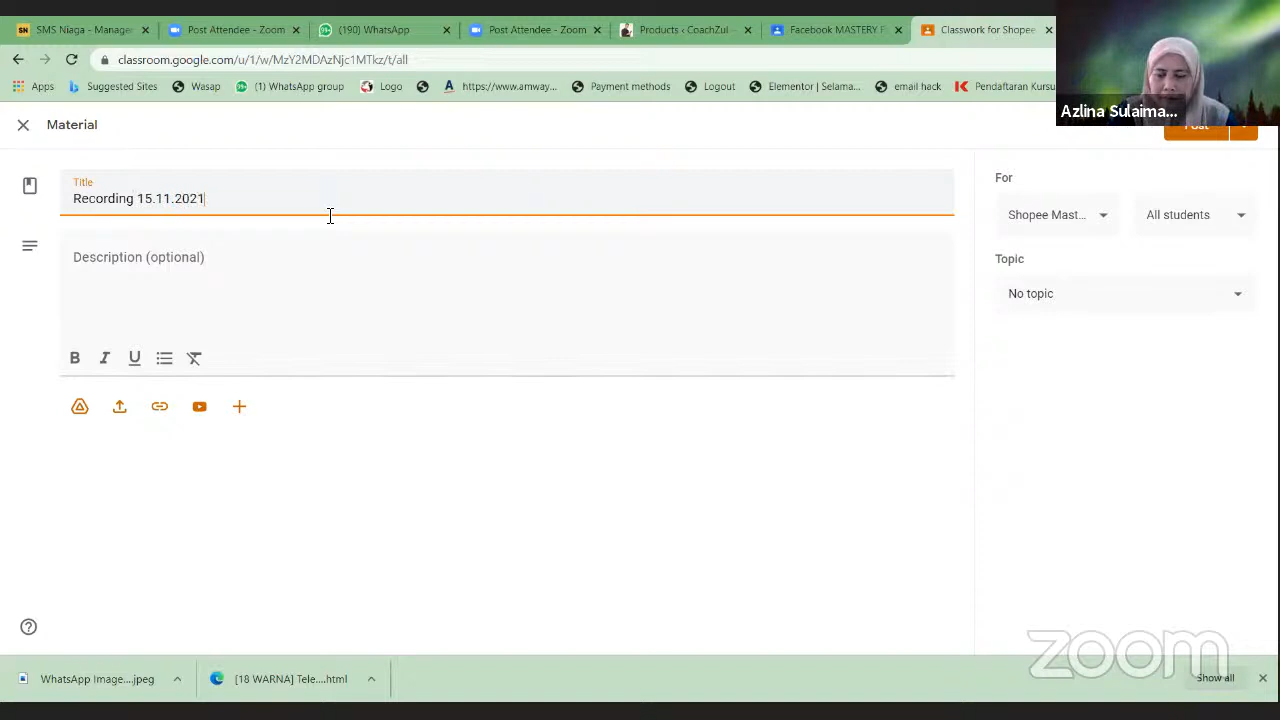 SMS Niaga - Manage
Post Attendee - Zoom
(190) WhatsApp
Post Attendee - Zoom
Products ‹ CoachZul
Facebook MASTERY F
Classwork for Shopee
classroom.google.com/u/1/w/MzY2MDAzNjc1MTkz/t/all
Apps
Suggested Sites
Wasap
(1) WhatsApp group
Logo
https://www.amway...
Payment methods
Logout
Elementor | Selama...
email hack
Pendaftaran Kursu
Azlina Sulaima...
Material
Post
Title
Recording 15.11.2021
Description (optional)
B I U
For
Shopee Mast...
All students
Topic
No topic
zoom
WhatsApp Image....jpeg
[18 WARNA] Tele....html
Show all